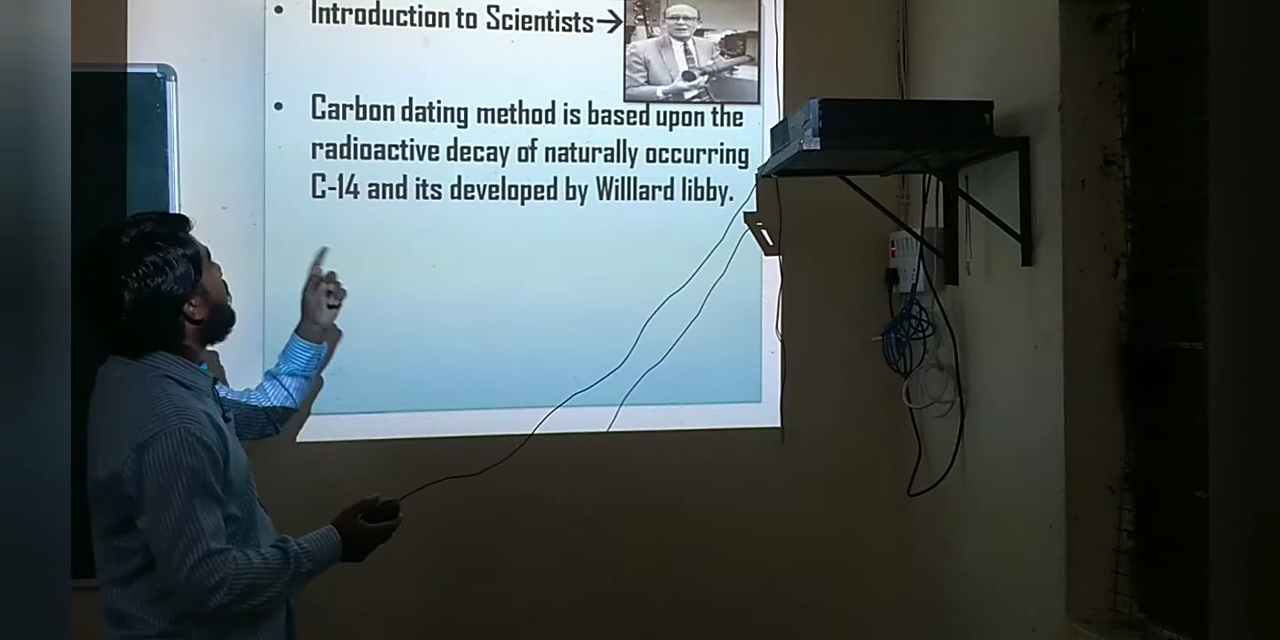 • Introduction to Scientists→
• Carbon dating method is based upon the
radioactive decay of naturally occurring
C-14 and its developed by Willlard libby.